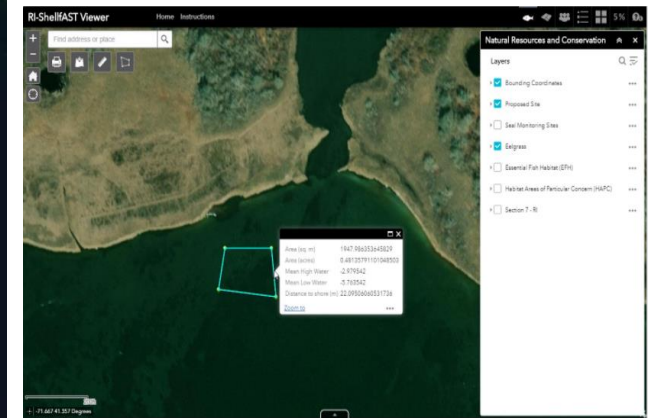 RI-ShellfAST Viewer Home Instructions
5 %
Find address or place
Natural Resources and Conservation
Layers
Bounding Coordinates
Proposed Site
Seal Monitoring Sites
Eelgrass
Essential Fish Habitat (EFH)
Habitat Areas of Particular Concern (HAPC)
Section 7 - RI
Area (sq. m) 1947.986353645829
Area (acres) 0.48135791101048503
Mean High Water -2.979542
Mean Low Water -5.763542
Distance to shore (m) 22.09506060531736
Zoom to
-71.667 41.357 Degrees